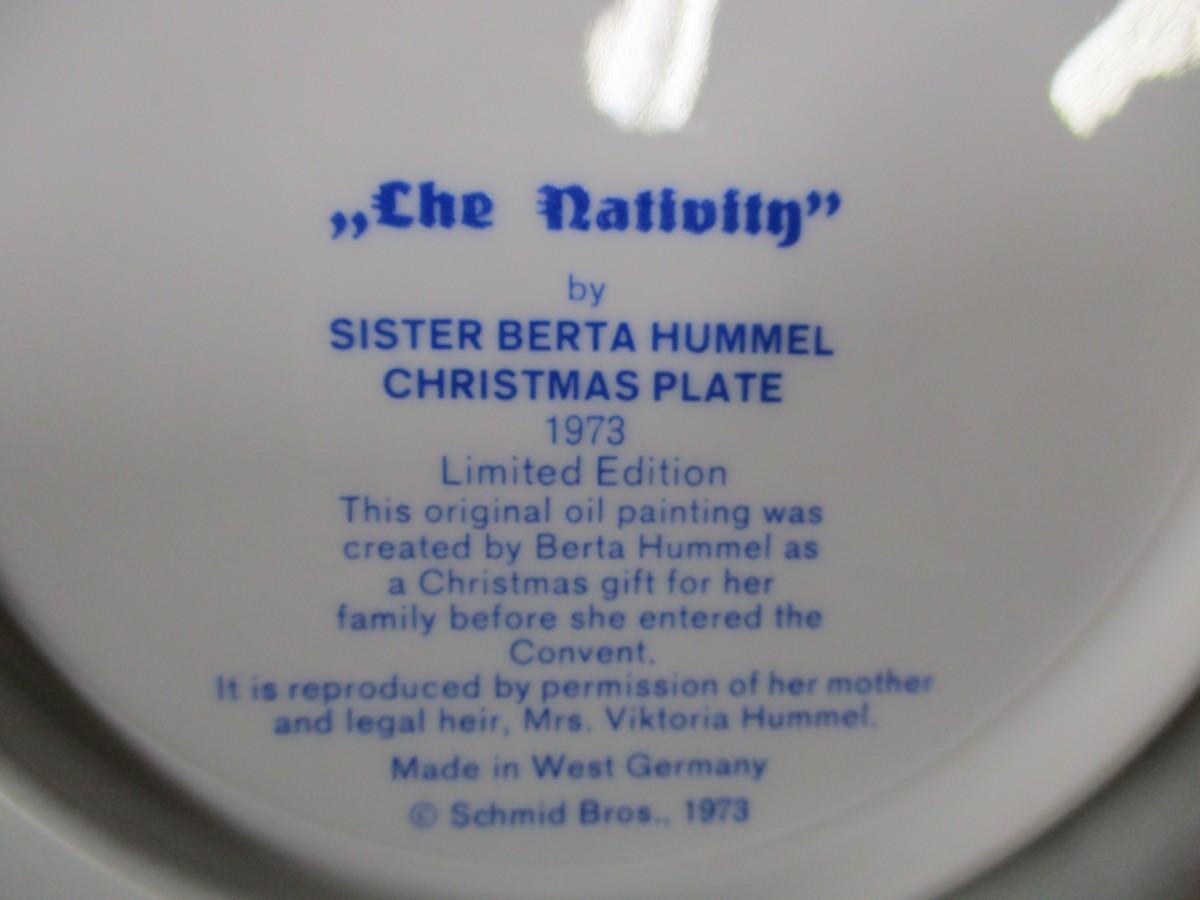 „The Nativity”
by
SISTER BERTA HUMMEL
CHRISTMAS PLATE
1973
Limited Edition
This original oil painting was
created by Berta Hummel as
a Christmas gift for her
family before she entered the
Convent.
It is reproduced by permission of her mother
and legal heir, Mrs. Viktoria Hummel.
Made in West Germany
© Schmid Bros., 1973